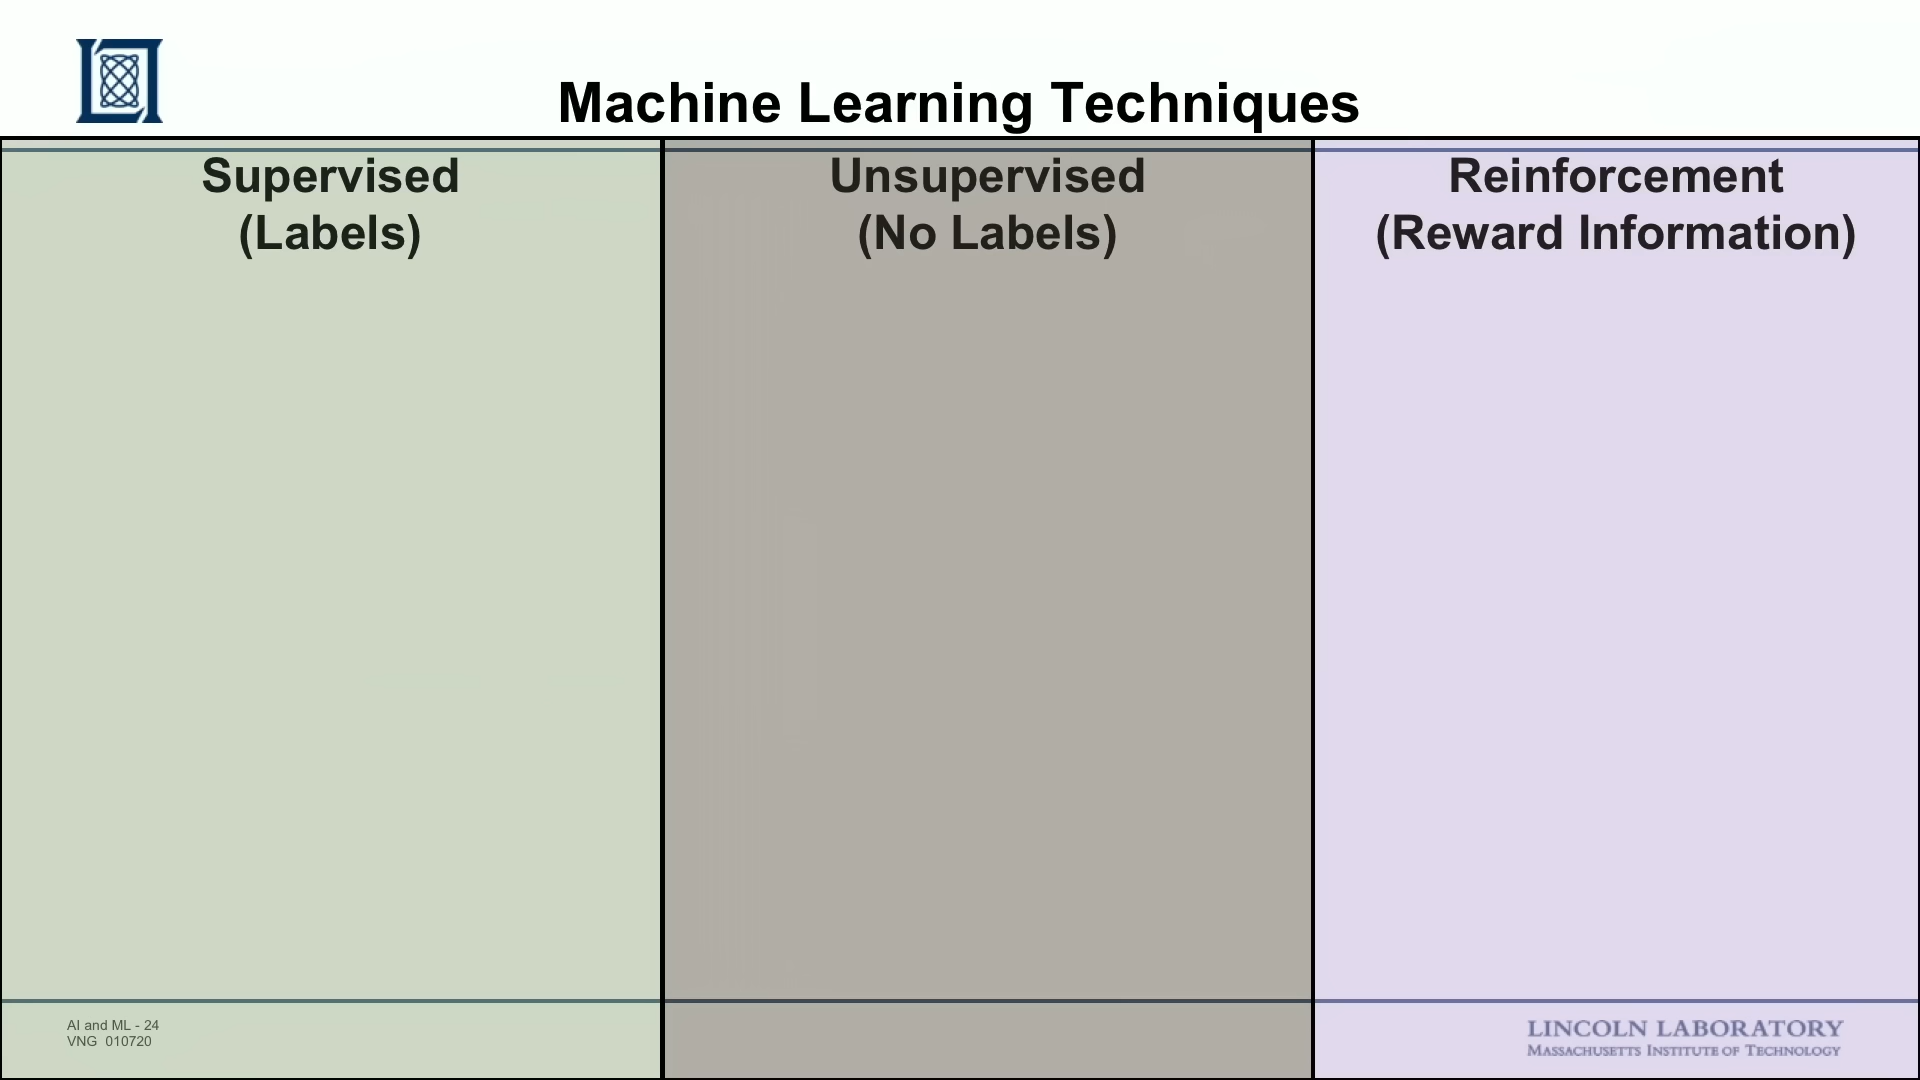 Machine Learning Techniques
Supervised
(Labels)
Unsupervised
(No Labels)
Reinforcement
(Reward Information)
AI and ML - 24
VNG 010720
LINCOLN LABORATORY
MASSACHUSETTS INSTITUTE OF TECHNOLOGY